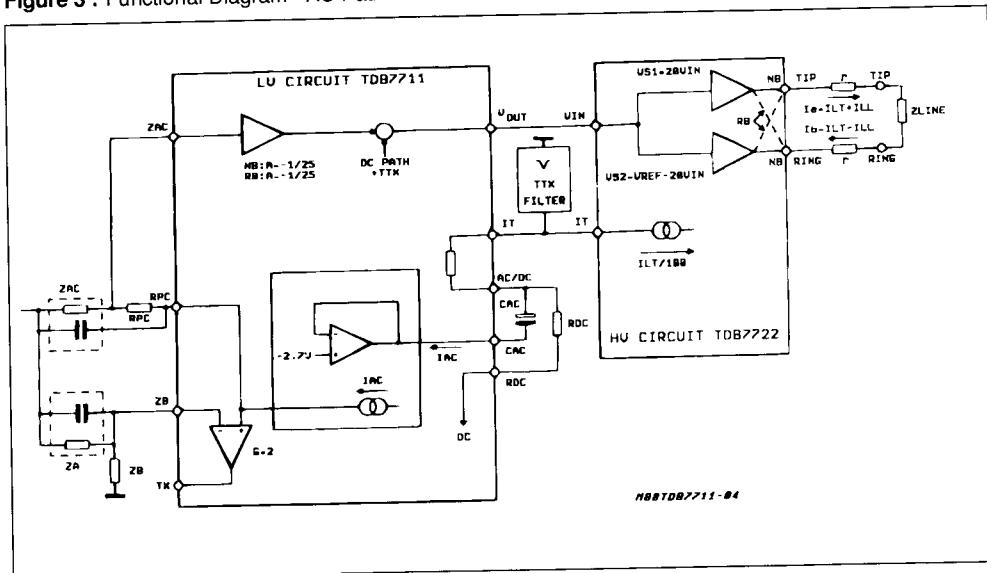 Figure 3 : Functional Diagram
LV CIRCUIT TDB7711
ZAC
NB:A--1/25
RB:A--1/25
DC PATH
+TTX
VOUT
VIN
VS1=20VIN
NB
TIP
r
TIP
Ia=ILT+ILL
RB
Ib=ILT-ILL
ZLINE
NB
RING
r
RING
VS2=VREF-20VIN
TTX
FILTER
IT
IT
ILT/100
HV CIRCUIT TDB7722
ZAC
RPC
RPC
AC/DC
CAC
RDC
-2.7V
IAC
CAC
RDC
IAC
DC
ZB
G=2
ZA
ZB
TX
M88TDB7711-04